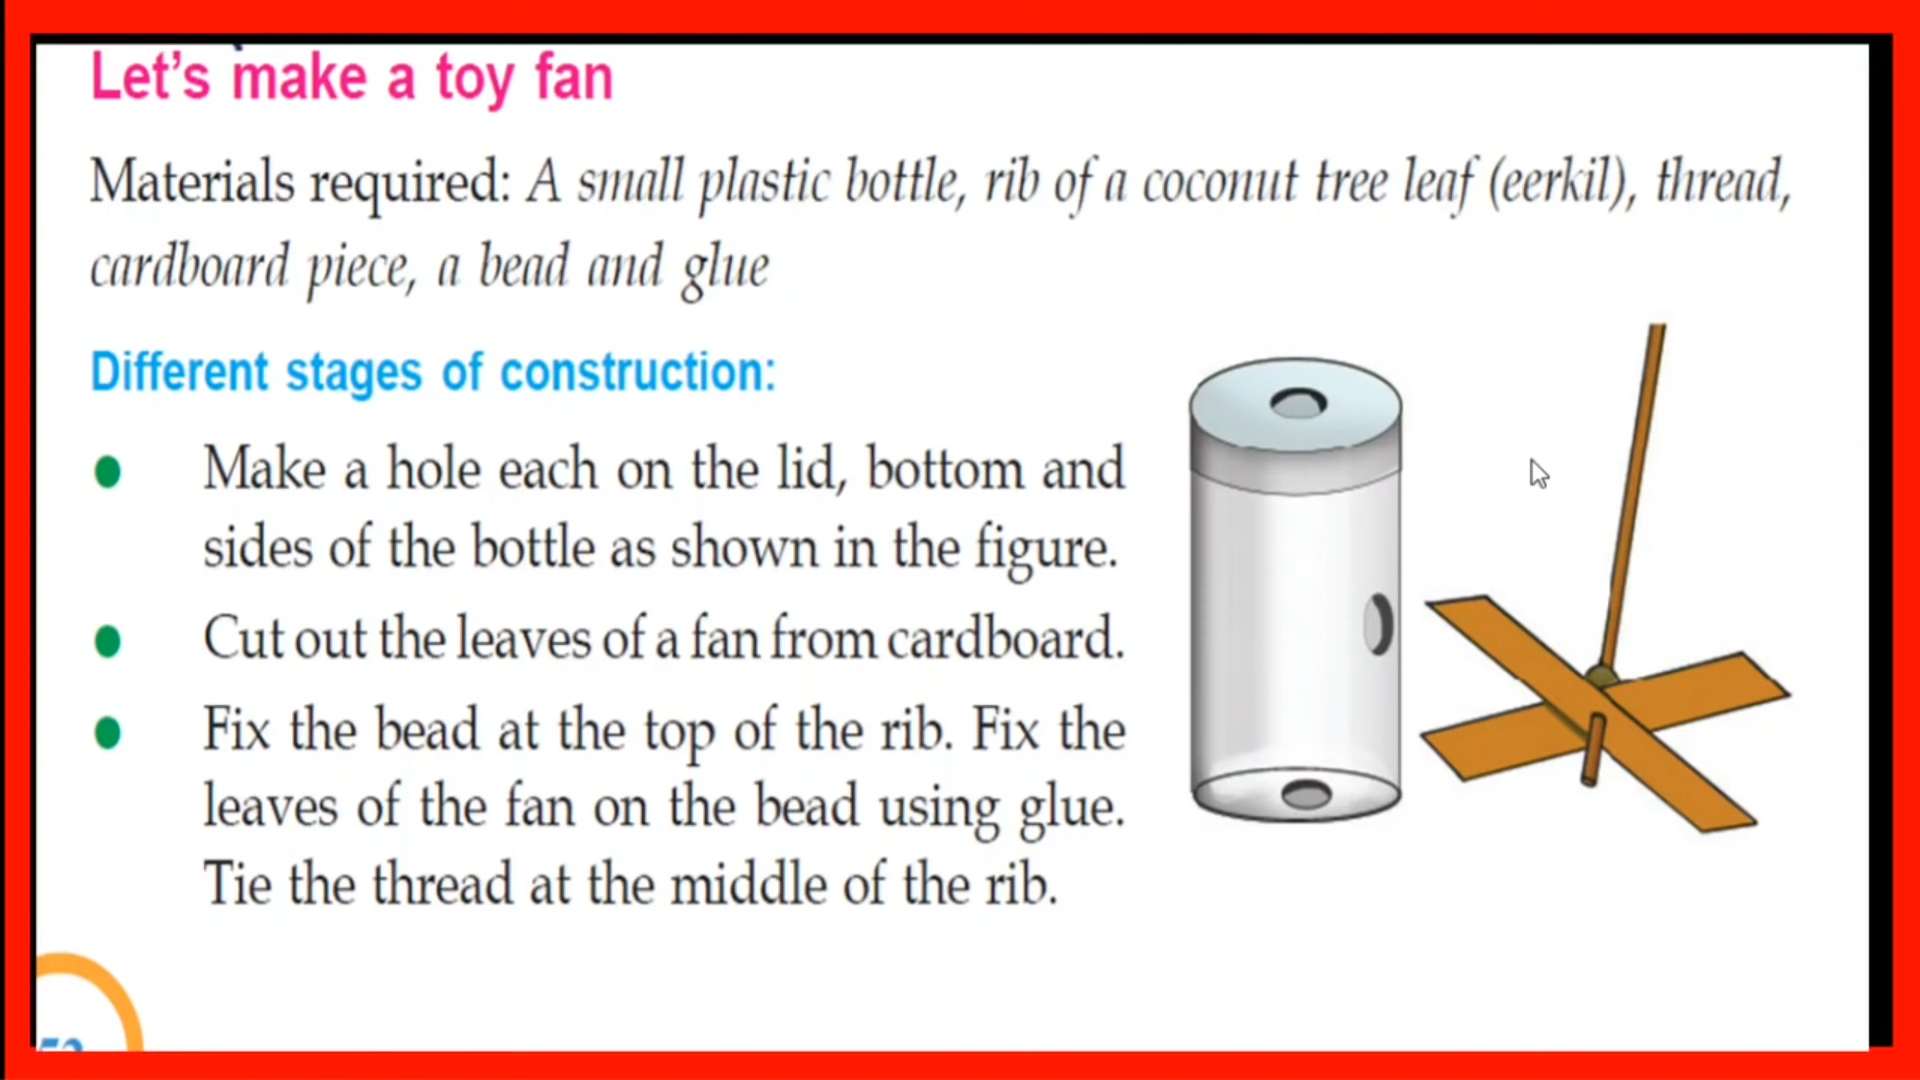 Let’s make a toy fan
Materials required: A small plastic bottle, rib of a coconut tree leaf (eerkil), thread,
cardboard piece, a bead and glue
Different stages of construction:
● Make a hole each on the lid, bottom and
sides of the bottle as shown in the figure.
● Cut out the leaves of a fan from cardboard.
● Fix the bead at the top of the rib. Fix the
leaves of the fan on the bead using glue.
Tie the thread at the middle of the rib.